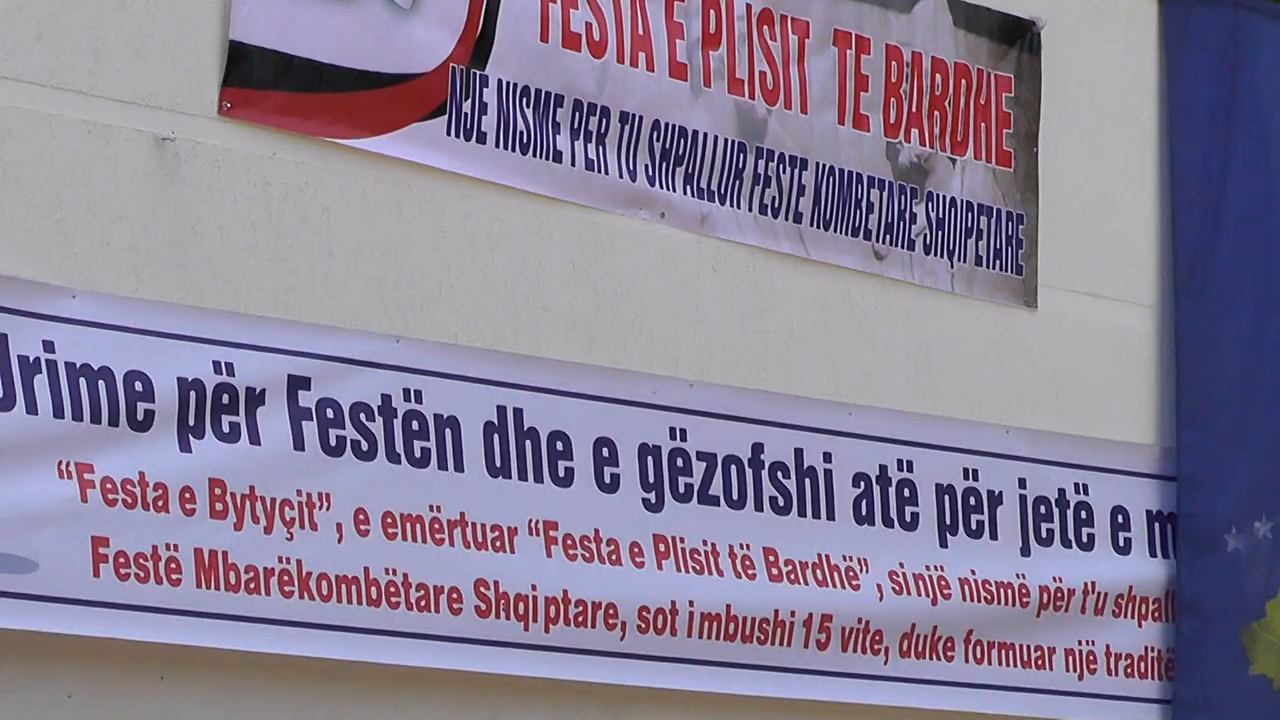 FESTA E PLISIT TE BARDHE
NJE NISME PER TU SHPALLUR FESTE KOMBETARE SHQIPETARE
Urime për Festën dhe e gëzofshi atë për jetë e m
“Festa e Bytyçit”, e emërtuar “Festa e Plisit të Bardhë”, si një nismë për t'u shpall
Festë Mbarëkombëtare Shqiptare, sot i mbushi 15 vite, duke formuar një traditë